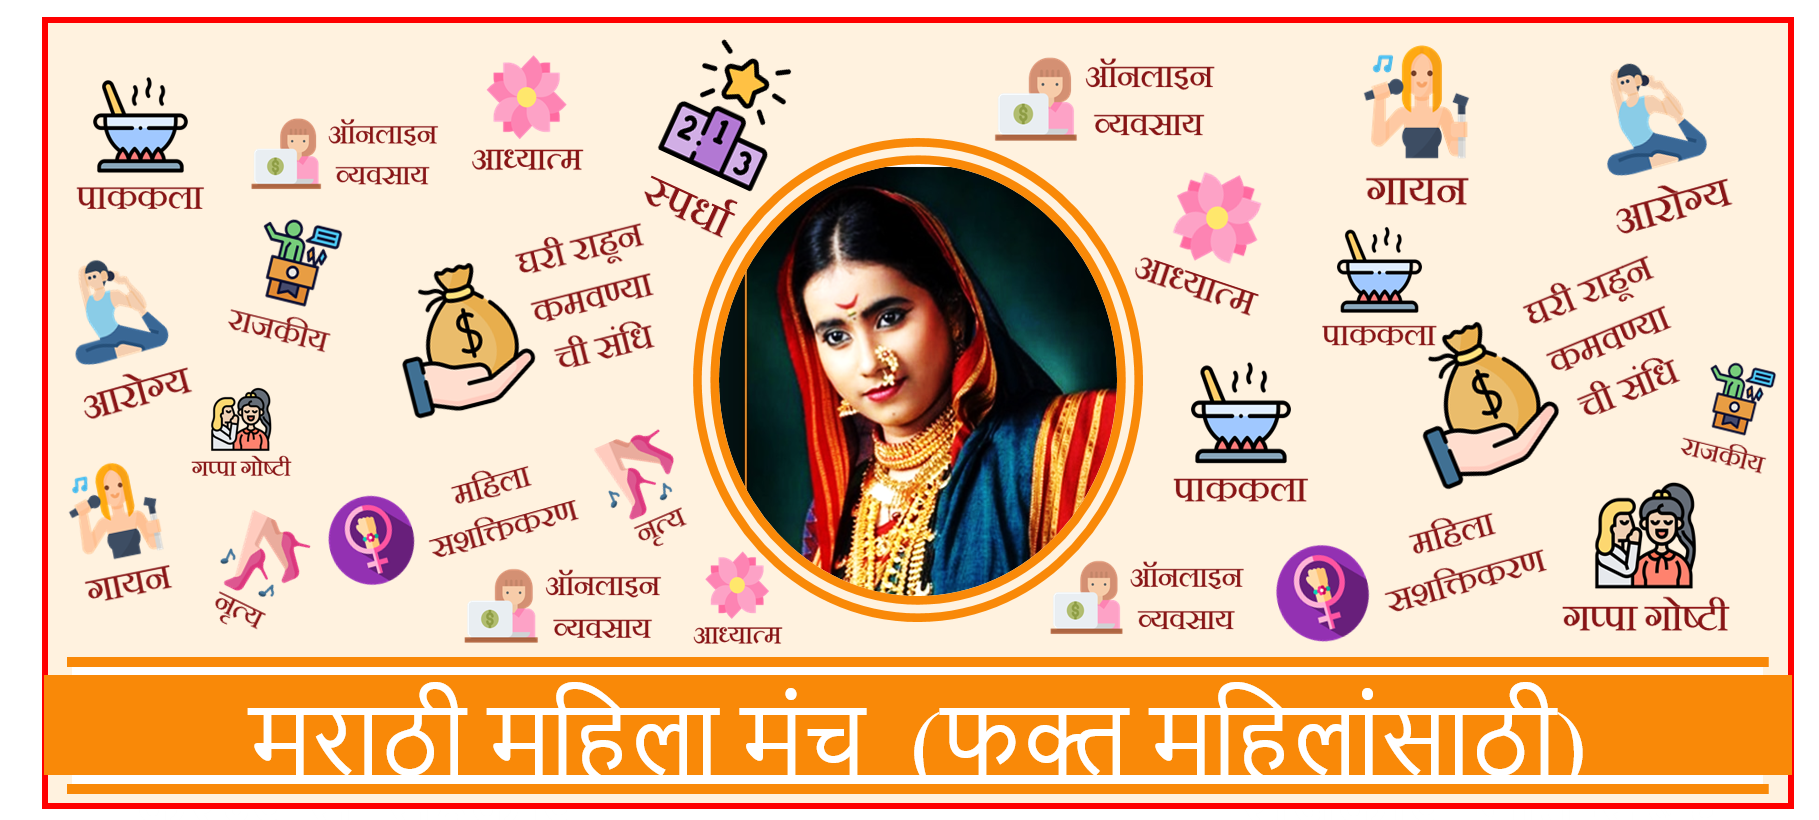 पाककला
ऑनलाइन
व्यवसाय
आध्यात्म
स्पर्धा
आरोग्य
राजकीय
घरी राहून
कमवण्या
ची संधि
गप्पा गोष्टी
गायन
नृत्य
महिला
सशक्तिकरण
नृत्य
ऑनलाइन
व्यवसाय
आध्यात्म
ऑनलाइन
व्यवसाय
गायन
आरोग्य
आध्यात्म
पाककला
घरी राहून
कमवण्या
ची संधि
राजकीय
पाककला
महिला
सशक्तिकरण
ऑनलाइन
व्यवसाय
गप्पा गोष्टी
मराठी महिला मंच (फक्त महिलांसाठी)